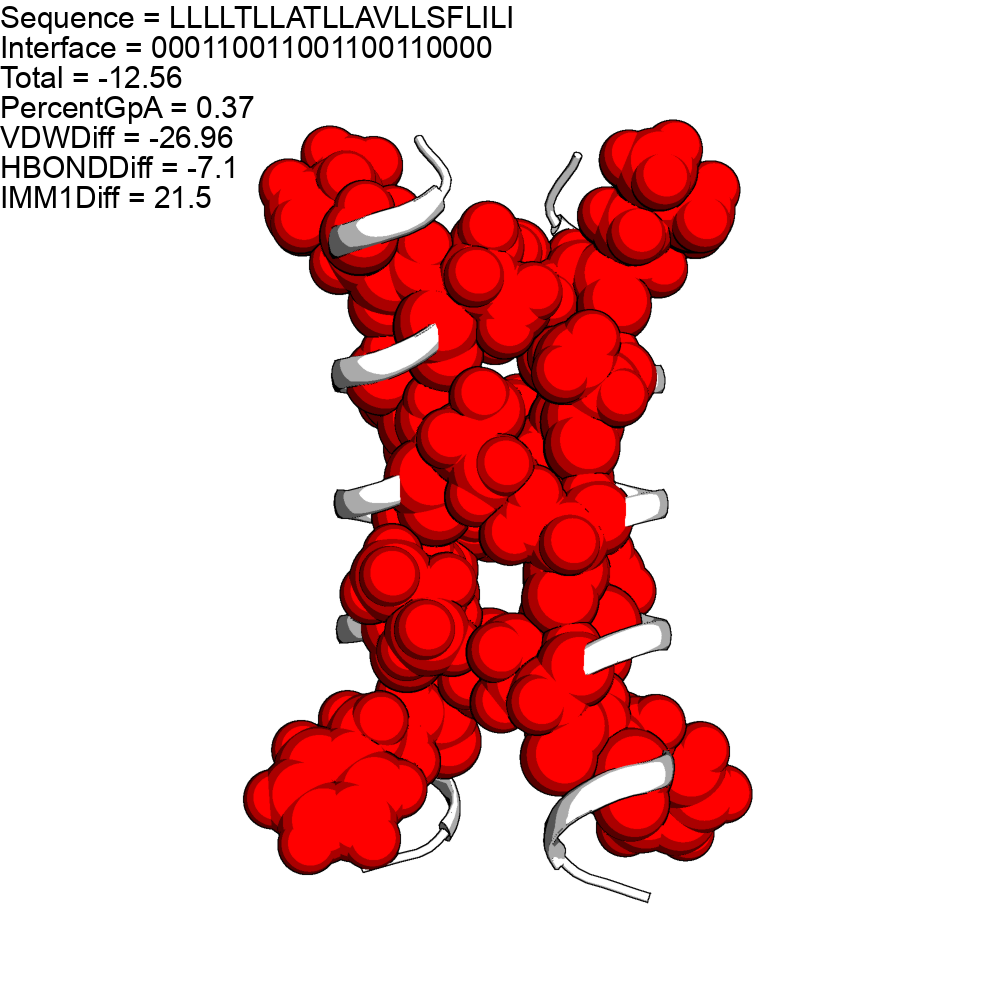 Sequence = LLLLTLLATLLAVLLSFLILI
Interface = 000110011001100110000
Total = -12.56
PercentGpA = 0.37
VDWDiff = -26.96
HBONDDiff = -7.1
IMM1Diff = 21.5